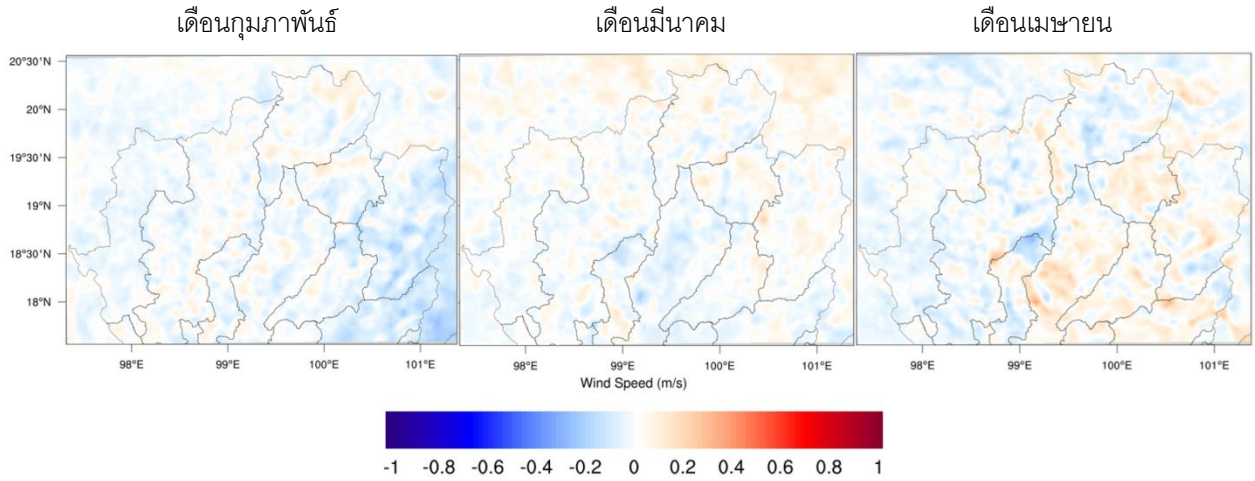 เดือนกุมภาพันธ์ เดือนมีนาคม เดือนเมษายน
20°30'N
20°N
19°30'N
19°N
18°30'N
18°N
98°E 99°E 100°E 101°E 98°E 99°E 100°E 101°E 98°E 99°E 100°E 101°E
Wind Speed (m/s)
-1 -0.8 -0.6 -0.4 -0.2 0 0.2 0.4 0.6 0.8 1